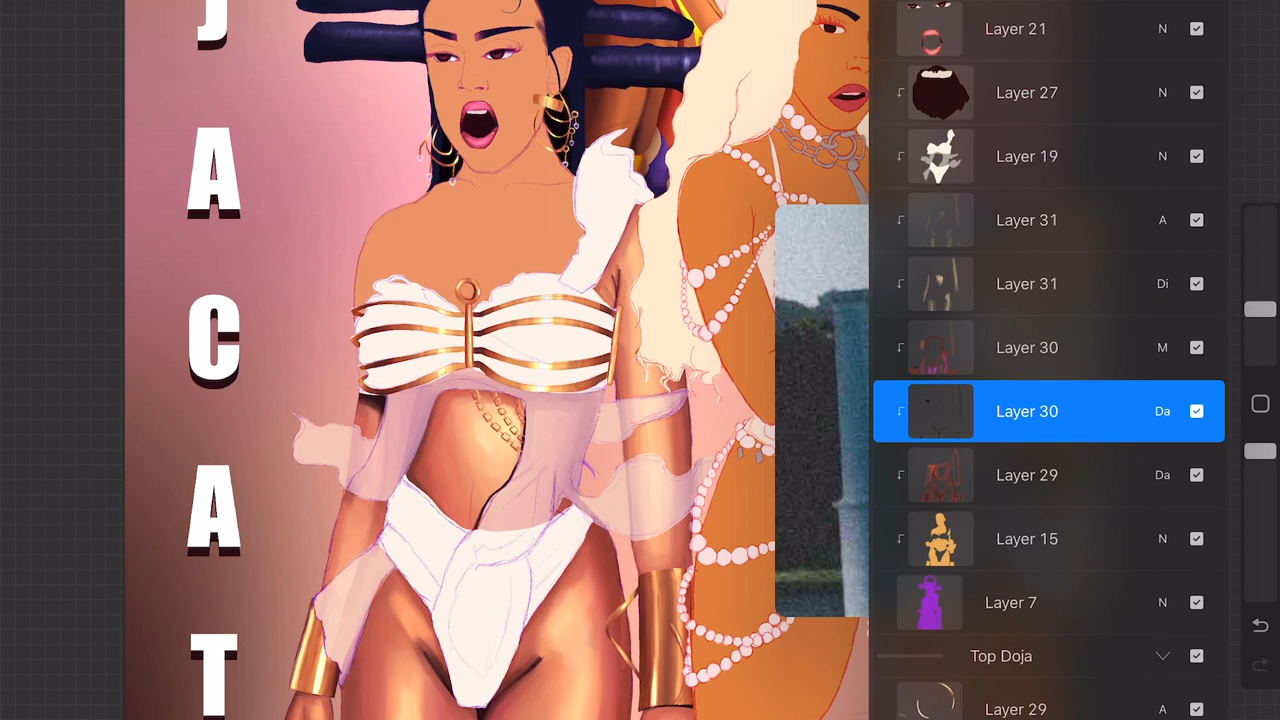 J
A
C
A
T
Layer 21 N
Layer 27 N
Layer 19 N
Layer 31 A
Layer 31 Di
Layer 30 M
Layer 30 Da
Layer 29 Da
Layer 15 N
Layer 7 N
Top Doja
Layer 29 A